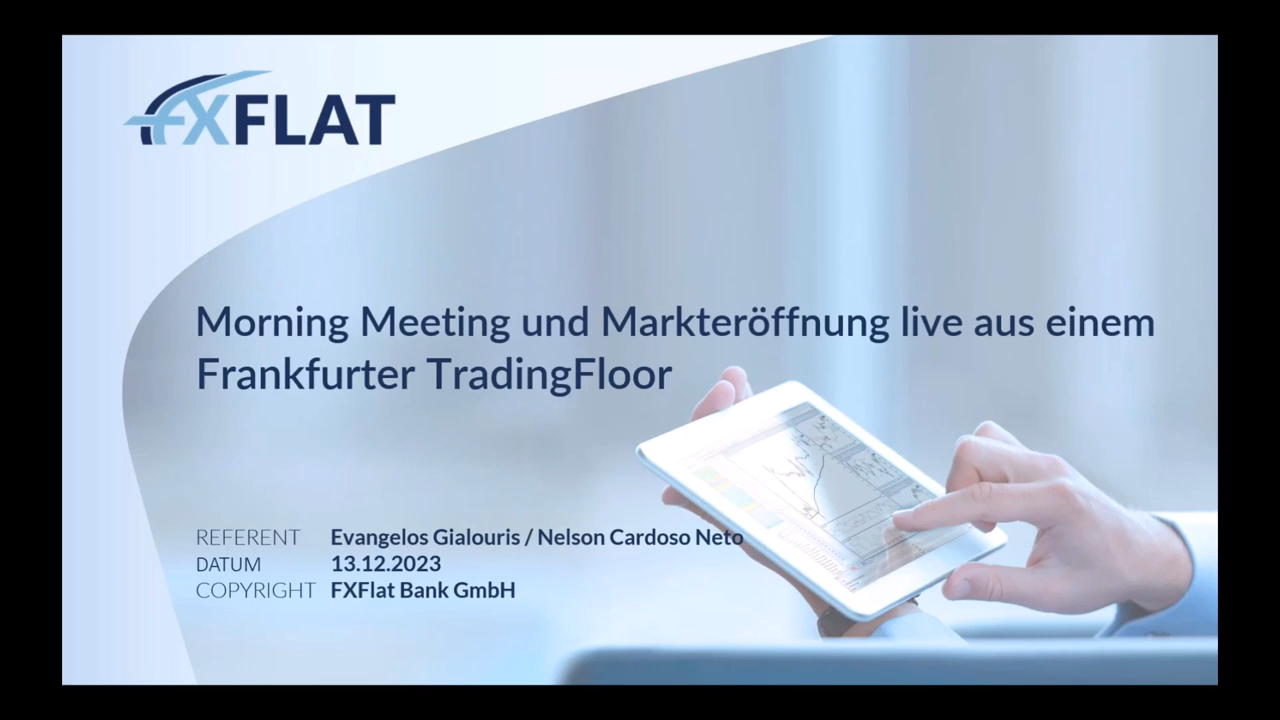 FXFLAT
Morning Meeting und Markteröffnung live aus einem
Frankfurter TradingFloor
REFERENT Evangelos Gialouris / Nelson Cardoso Neto
DATUM 13.12.2023
COPYRIGHT FXFlat Bank GmbH